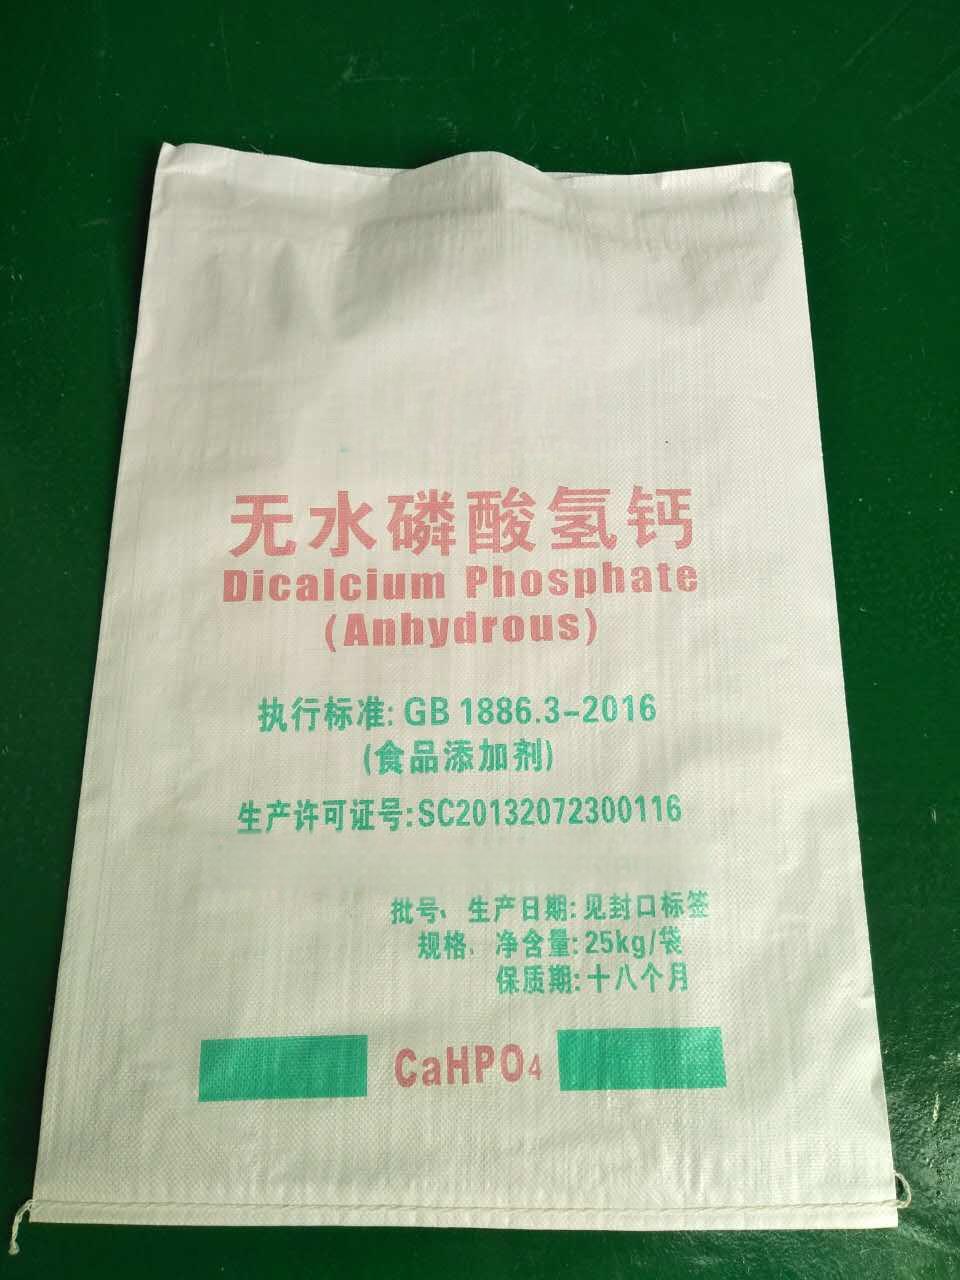 无水磷酸氢钙
Dicalcium Phosphate
(Anhydrous)
执行标准: GB 1886.3-2016
(食品添加剂)
生产许可证号:SC20132072300116
批号、生产日期:见封口标签
规格、净含量:25kg/袋
保质期:十八个月
CaHPO4